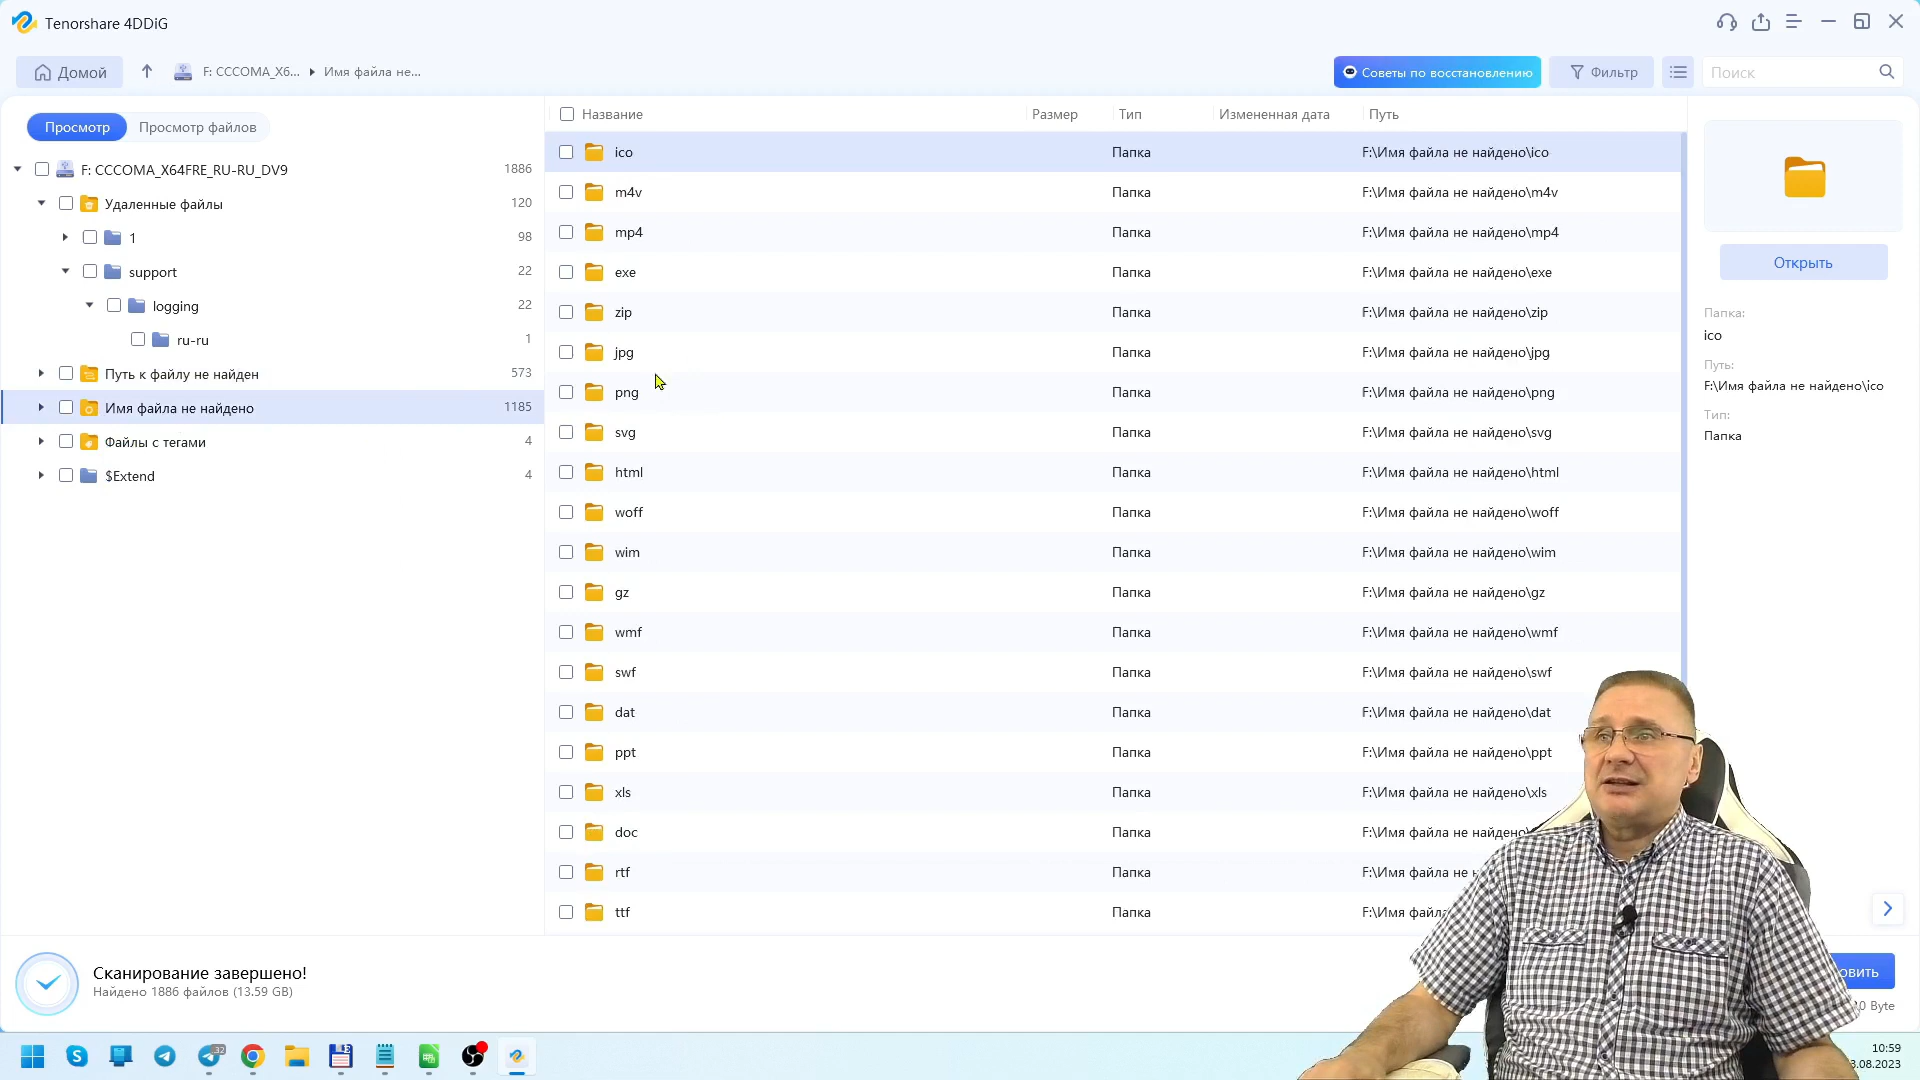 Tenorshare 4DDiG
Домой
F: CCCOMA_X6...
Имя файла не...
Советы по восстановлению
Фильтр
Поиск
Просмотр
Просмотр файлов
F: CCCOMA_X64FRE_RU-RU_DV9 1886
Удаленные файлы 120
1 98
support 22
logging 22
ru-ru 1
Путь к файлу не найден 573
Имя файла не найдено 1185
Файлы с тегами 4
$Extend 4
Название Размер Тип Измененная дата Путь
ico Папка F:\Имя файла не найдено\ico
m4v Папка F:\Имя файла не найдено\m4v
mp4 Папка F:\Имя файла не найдено\mp4
exe Папка F:\Имя файла не найдено\exe
zip Папка F:\Имя файла не найдено\zip
jpg Папка F:\Имя файла не найдено\jpg
png Папка F:\Имя файла не найдено\png
svg Папка F:\Имя файла не найдено\svg
html Папка F:\Имя файла не найдено\html
woff Папка F:\Имя файла не найдено\woff
wim Папка F:\Имя файла не найдено\wim
gz Папка F:\Имя файла не найдено\gz
wmf Папка F:\Имя файла не найдено\wmf
swf Папка F:\Имя файла не найдено\swf
dat Папка F:\Имя файла не найдено\dat
ppt Папка F:\Имя файла не найдено\ppt
xls Папка F:\Имя файла не найдено\xls
doc Папка F:\Имя файла не найдено
rtf Папка F:\Имя файла не
ttf Папка F:\Имя
Открыть
Папка:
ico
Путь:
F:\Имя файла не найдено\ico
Тип:
Папка
Сканирование завершено!
Найдено 1886 файлов (13.59 GB)
овить
0 Byte
32
10:59
3.08.2023